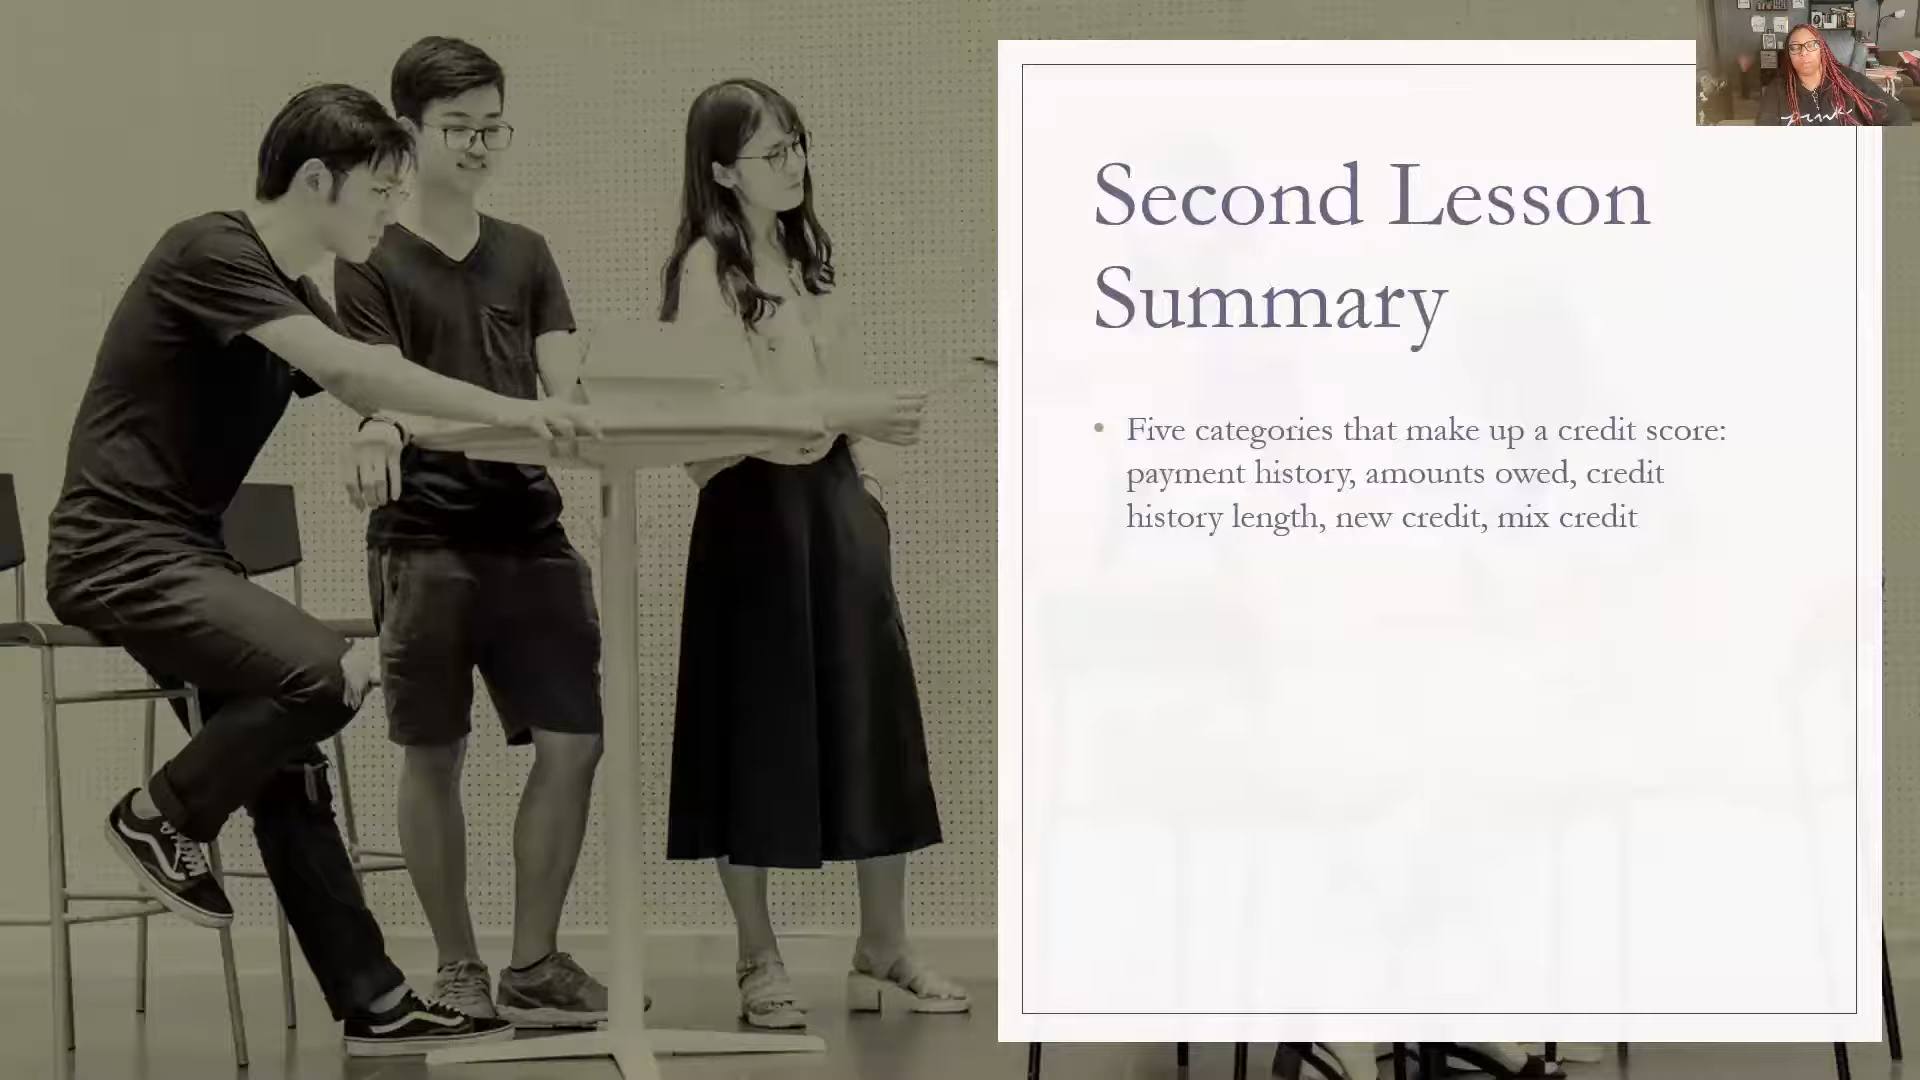 Second Lesson
Summary
• Five categories that make up a credit score:
payment history, amounts owed, credit
history length, new credit, mix credit